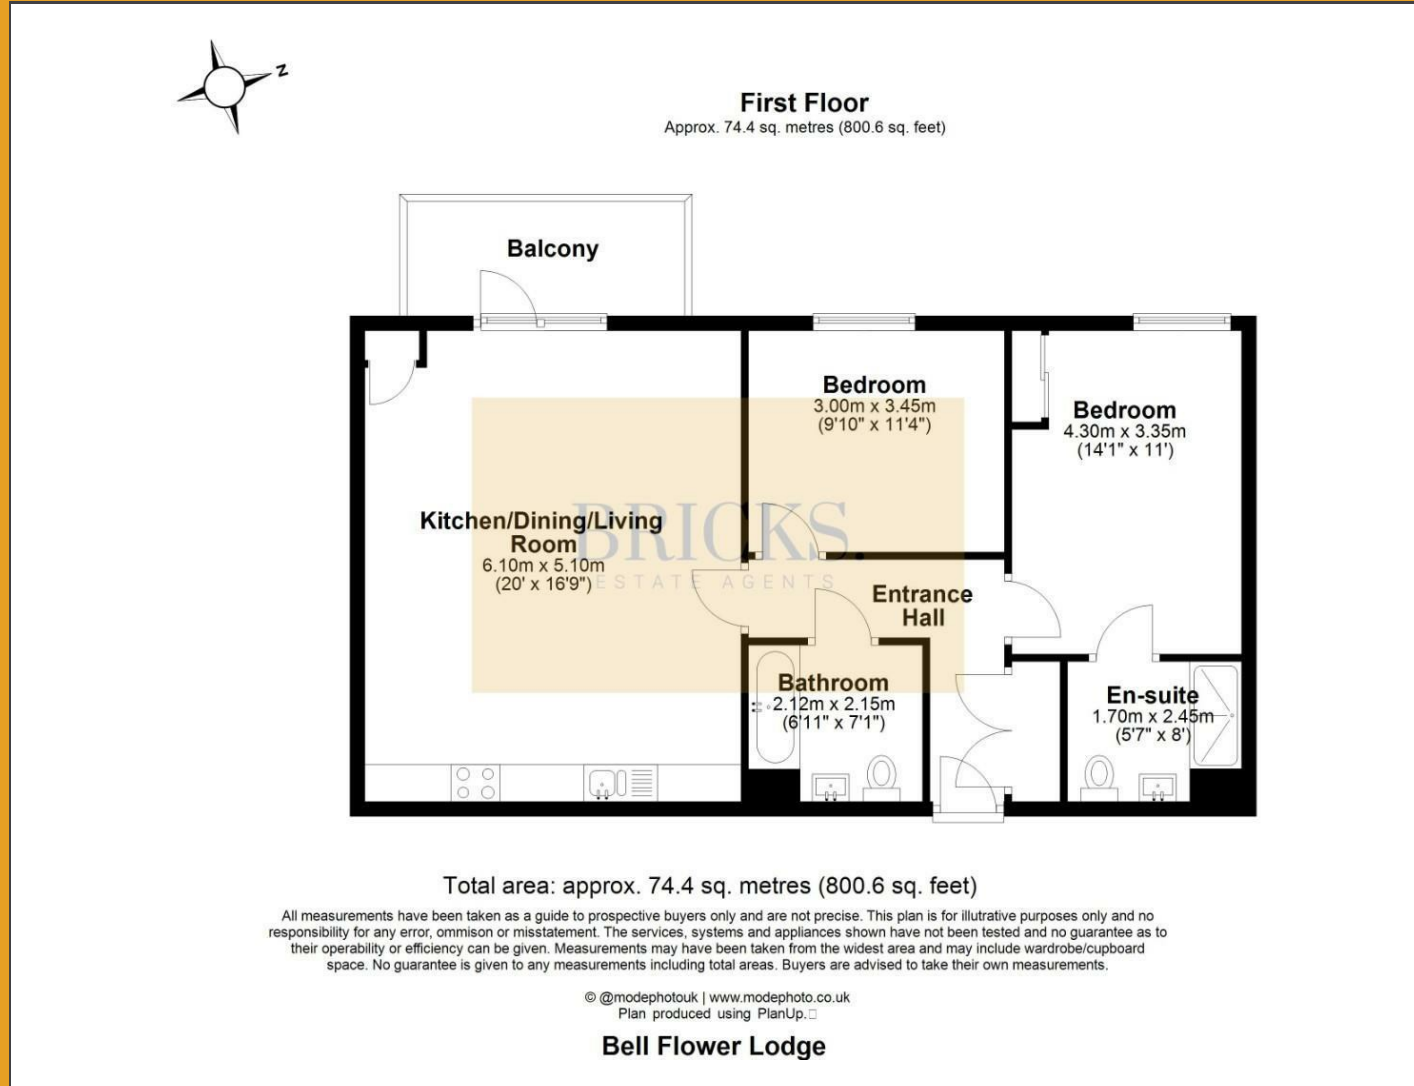 N
First Floor
Approx. 74.4 sq. metres (800.6 sq. feet)
Balcony
Bedroom
3.00m x 3.45m
(9'10" x 11'4")
Bedroom
4.30m x 3.35m
(14'1" x 11')
BRICKS.
ESTATE AGENTS
Kitchen/Dining/Living
Room
6.10m x 5.10m
(20' x 16'9")
Entrance
Hall
Bathroom
2.12m x 2.15m
(6'11" x 7'1")
En-suite
1.70m x 2.45m
(5'7" x 8')
Total area: approx. 74.4 sq. metres (800.6 sq. feet)
All measurements have been taken as a guide to prospective buyers only and are not precise. This plan is for illutrative purposes only and no
responsibility for any error, ommison or misstatement. The services, systems and appliances shown have not been tested and no guarantee as to
their operability or efficiency can be given. Measurements may have been taken from the widest area and may include wardrobe/cupboard
space. No guarantee is given to any measurements including total areas. Buyers are advised to take their own measurements.
© @modephotouk | www.modephoto.co.uk
Plan produced using PlanUp.
Bell Flower Lodge